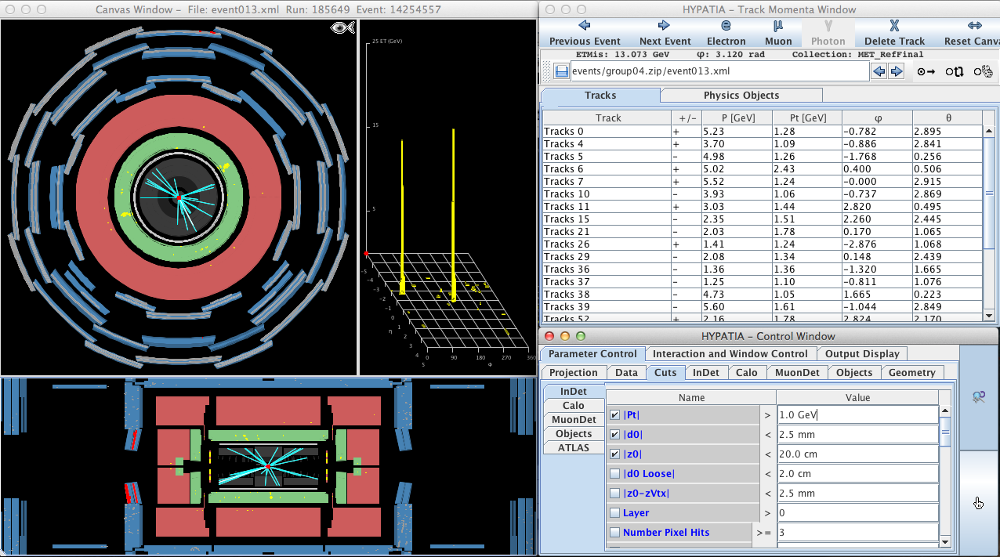 Canvas Window – File: event013.xml Run: 185649 Event: 14254557
25 ET (GeV)
15
5
-5
-4
-3
-2
-1
0
1
2
3
4
5
η
0 90 180 270 360
Φ
HYPATIA – Track Momenta Window
Previous Event Next Event Electron Muon Photon Delete Track Reset Canva
ETMis: 13.073 GeV φ: 3.120 rad Collection: MET_RefFinal
events/group04.zip/event013.xml
Tracks Physics Objects
Track +/- P [GeV] Pt [GeV] φ θ
Tracks 0 + 5.23 1.28 -0.782 2.895
Tracks 4 + 3.70 1.09 -0.886 2.841
Tracks 5 - 4.98 1.26 -1.768 0.256
Tracks 6 + 5.02 2.43 0.400 0.506
Tracks 7 + 5.52 1.24 -0.000 2.915
Tracks 10 - 3.93 1.06 -0.737 2.869
Tracks 11 + 3.03 1.44 2.820 0.495
Tracks 15 - 2.35 1.51 2.260 2.445
Tracks 21 - 2.03 1.78 0.170 1.065
Tracks 26 + 1.41 1.24 -2.876 1.068
Tracks 29 - 2.08 1.34 0.148 2.439
Tracks 36 - 1.36 1.36 -1.320 1.665
Tracks 37 - 1.25 1.10 -0.811 1.076
Tracks 38 - 4.73 1.05 1.665 0.223
Tracks 39 - 5.60 1.61 -1.044 2.849
Tracks 52 + 2.16 1.78 2.824 2.170
HYPATIA – Control Window
Parameter Control Interaction and Window Control Output Display
Projection Data Cuts InDet Calo MuonDet Objects Geometry
InDet
Calo
MuonDet
Objects
ATLAS
Name Value
|Pt| > 1.0 GeV
|d0| < 2.5 mm
|z0| < 20.0 cm
|d0 Loose| < 2.0 cm
|z0-zVtx| < 2.5 mm
Layer > 0
Number Pixel Hits >= 3